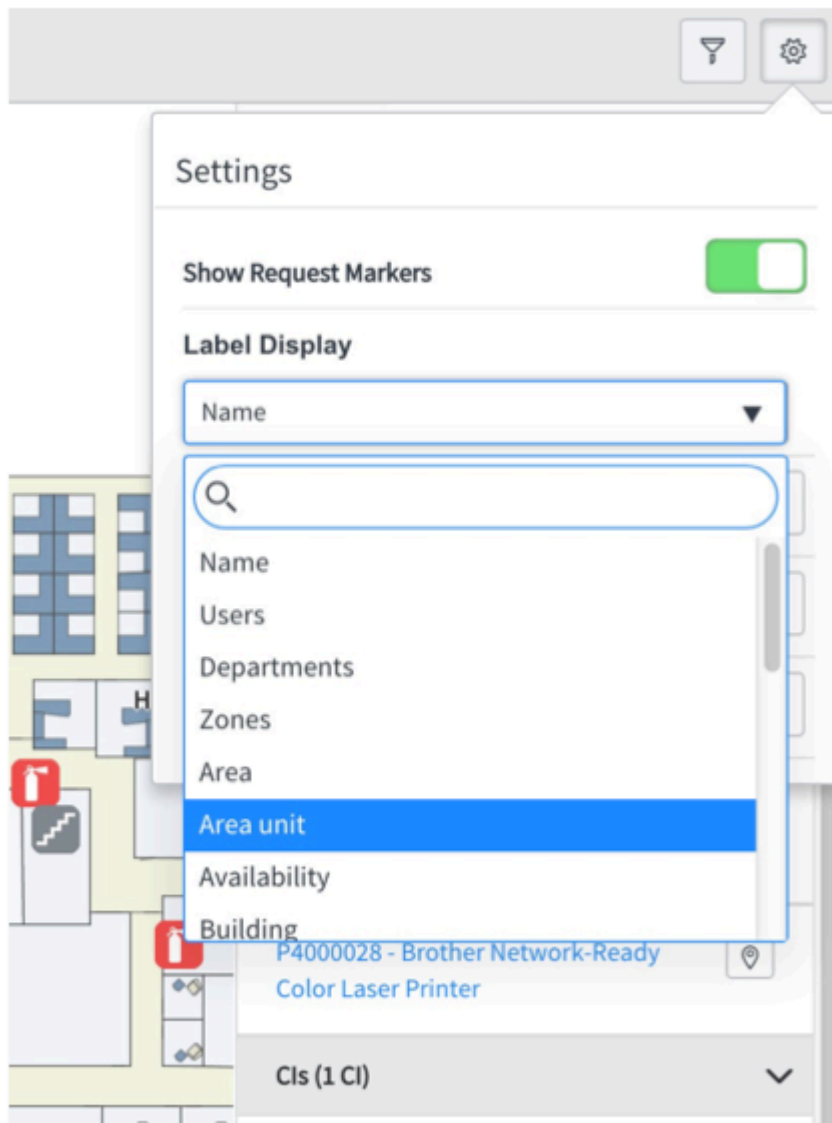 Settings
Show Request Markers
Label Display
Name
Name
Users
Departments
Zones
Area
Area unit
Availability
Building
H
P4000028 - Brother Network-Ready
Color Laser Printer
CIs (1 CI)